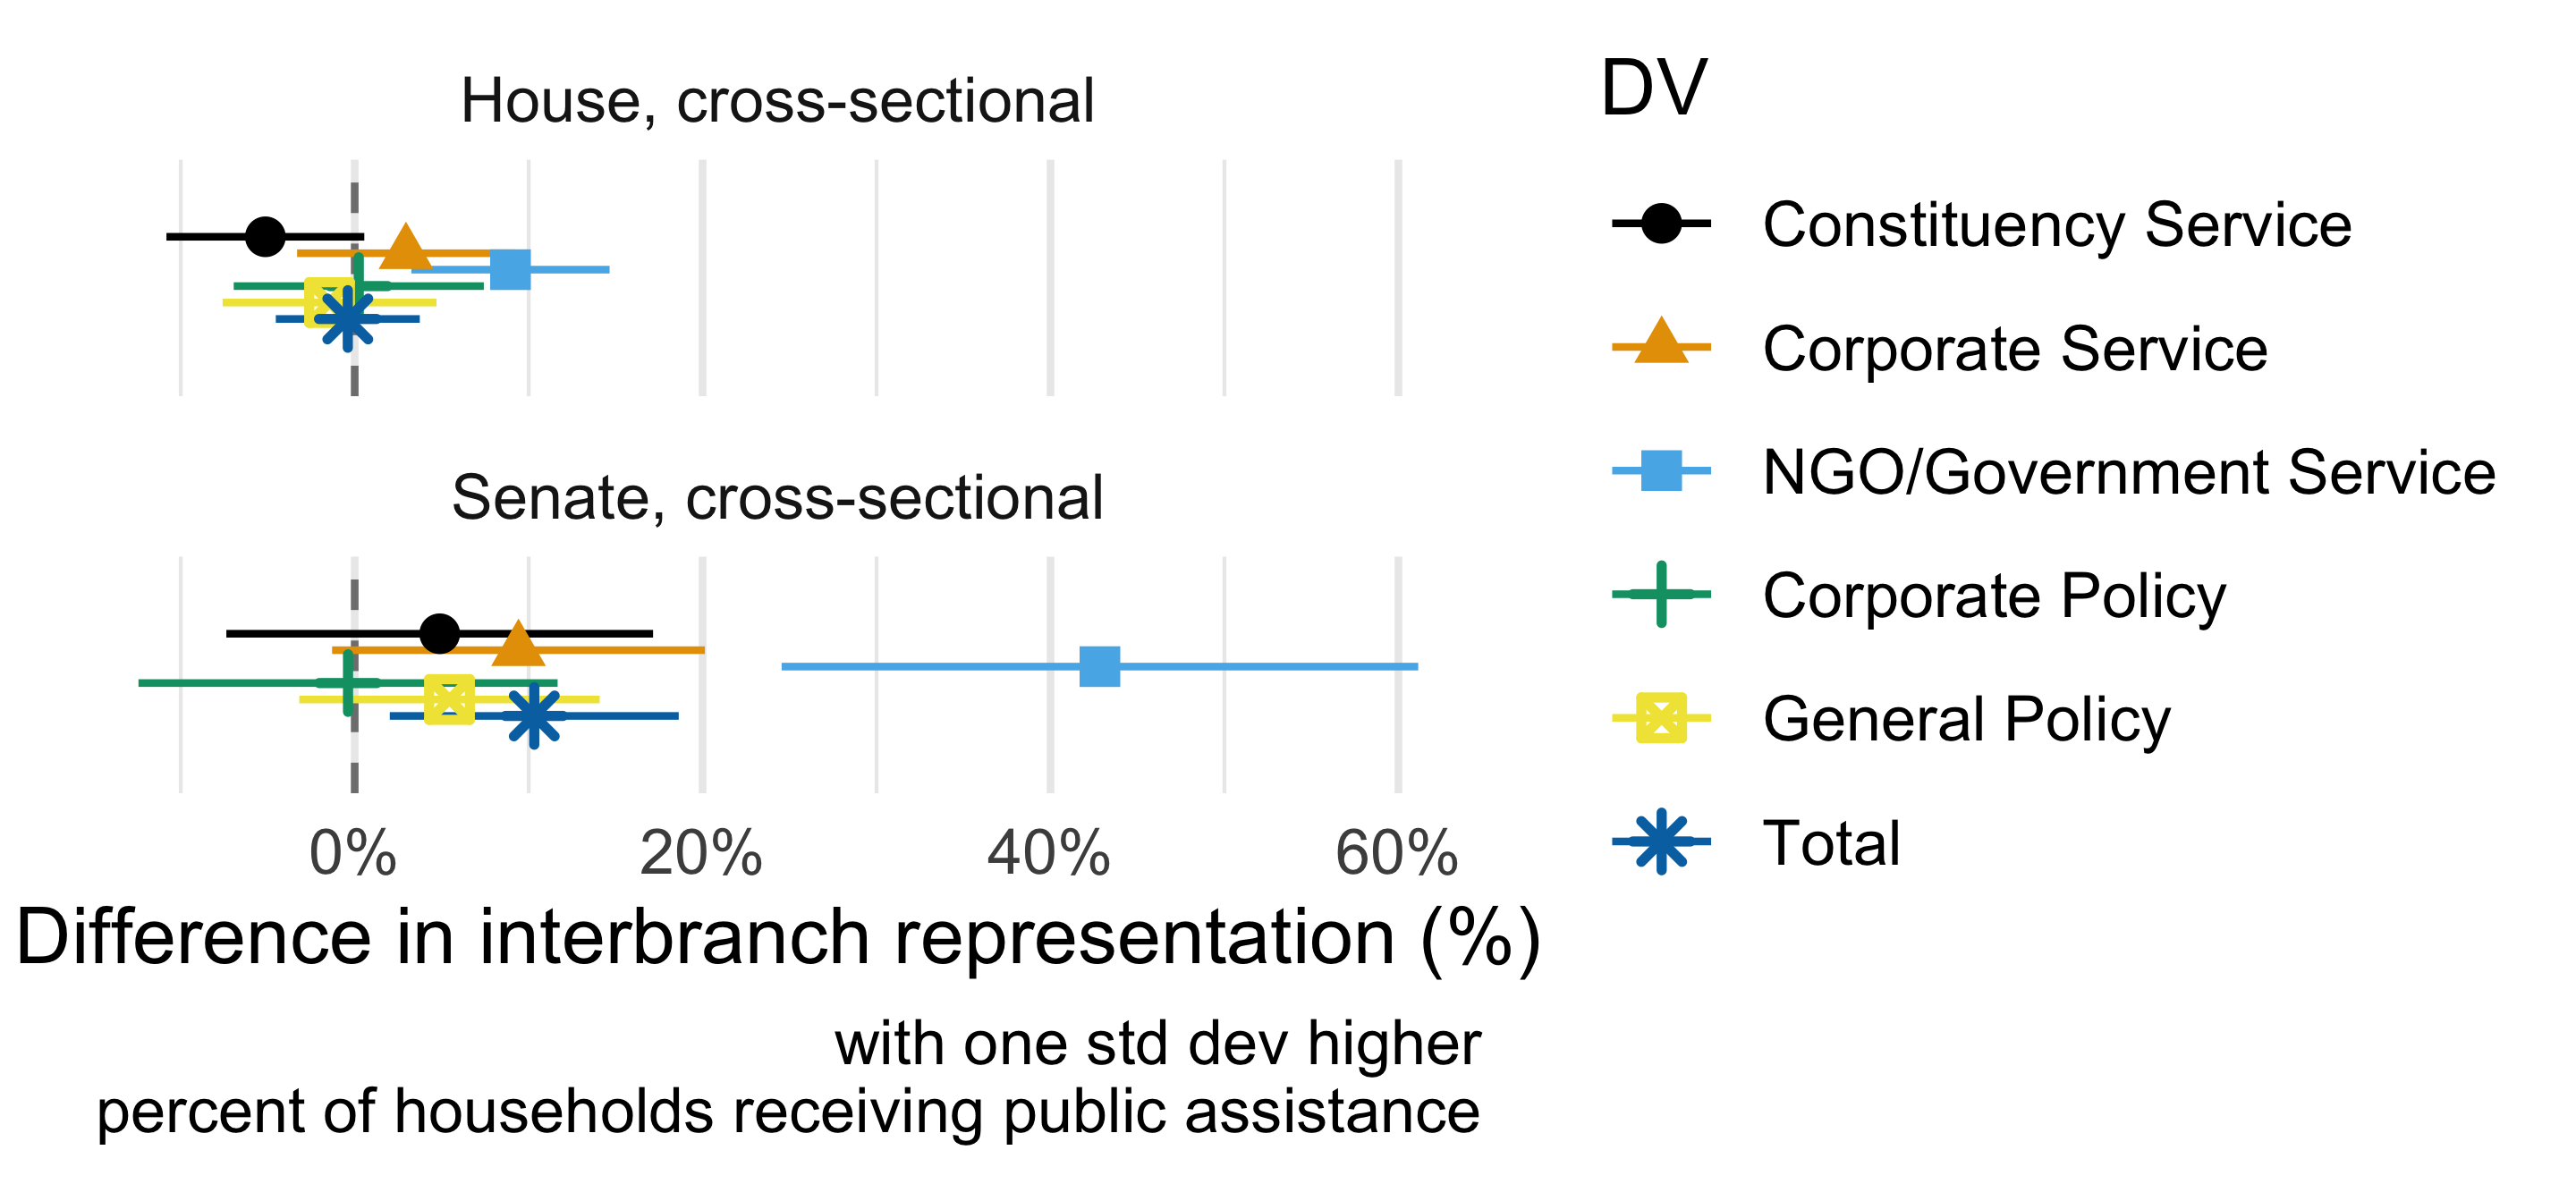 House, cross-sectional
Senate, cross-sectional
0% 20% 40% 60%
Difference in interbranch representation (%)
with one std dev higher
percent of households receiving public assistance
DV
Constituency Service
Corporate Service
NGO/Government Service
Corporate Policy
General Policy
Total